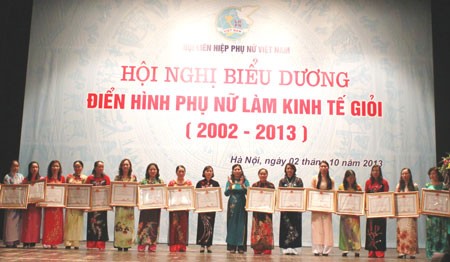 HỘI LIÊN HIỆP PHỤ NỮ VIỆT NAM
HỘI NGHỊ BIỂU DƯƠNG
ĐIỂN HÌNH PHỤ NỮ LÀM KINH TẾ GIỎI
( 2002 - 2013 )
Hà Nội, ngày 02 tháng 10 năm 2013